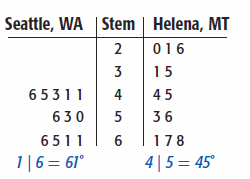 Seattle, WA | Stem | Helena, MT
2 | 0 1 6
3 | 1 5
6 5 3 1 1 | 4 | 4 5
6 3 0 | 5 | 3 6
6 5 1 1 | 6 | 1 7 8
1 | 6 = 61° 4 | 5 = 45°